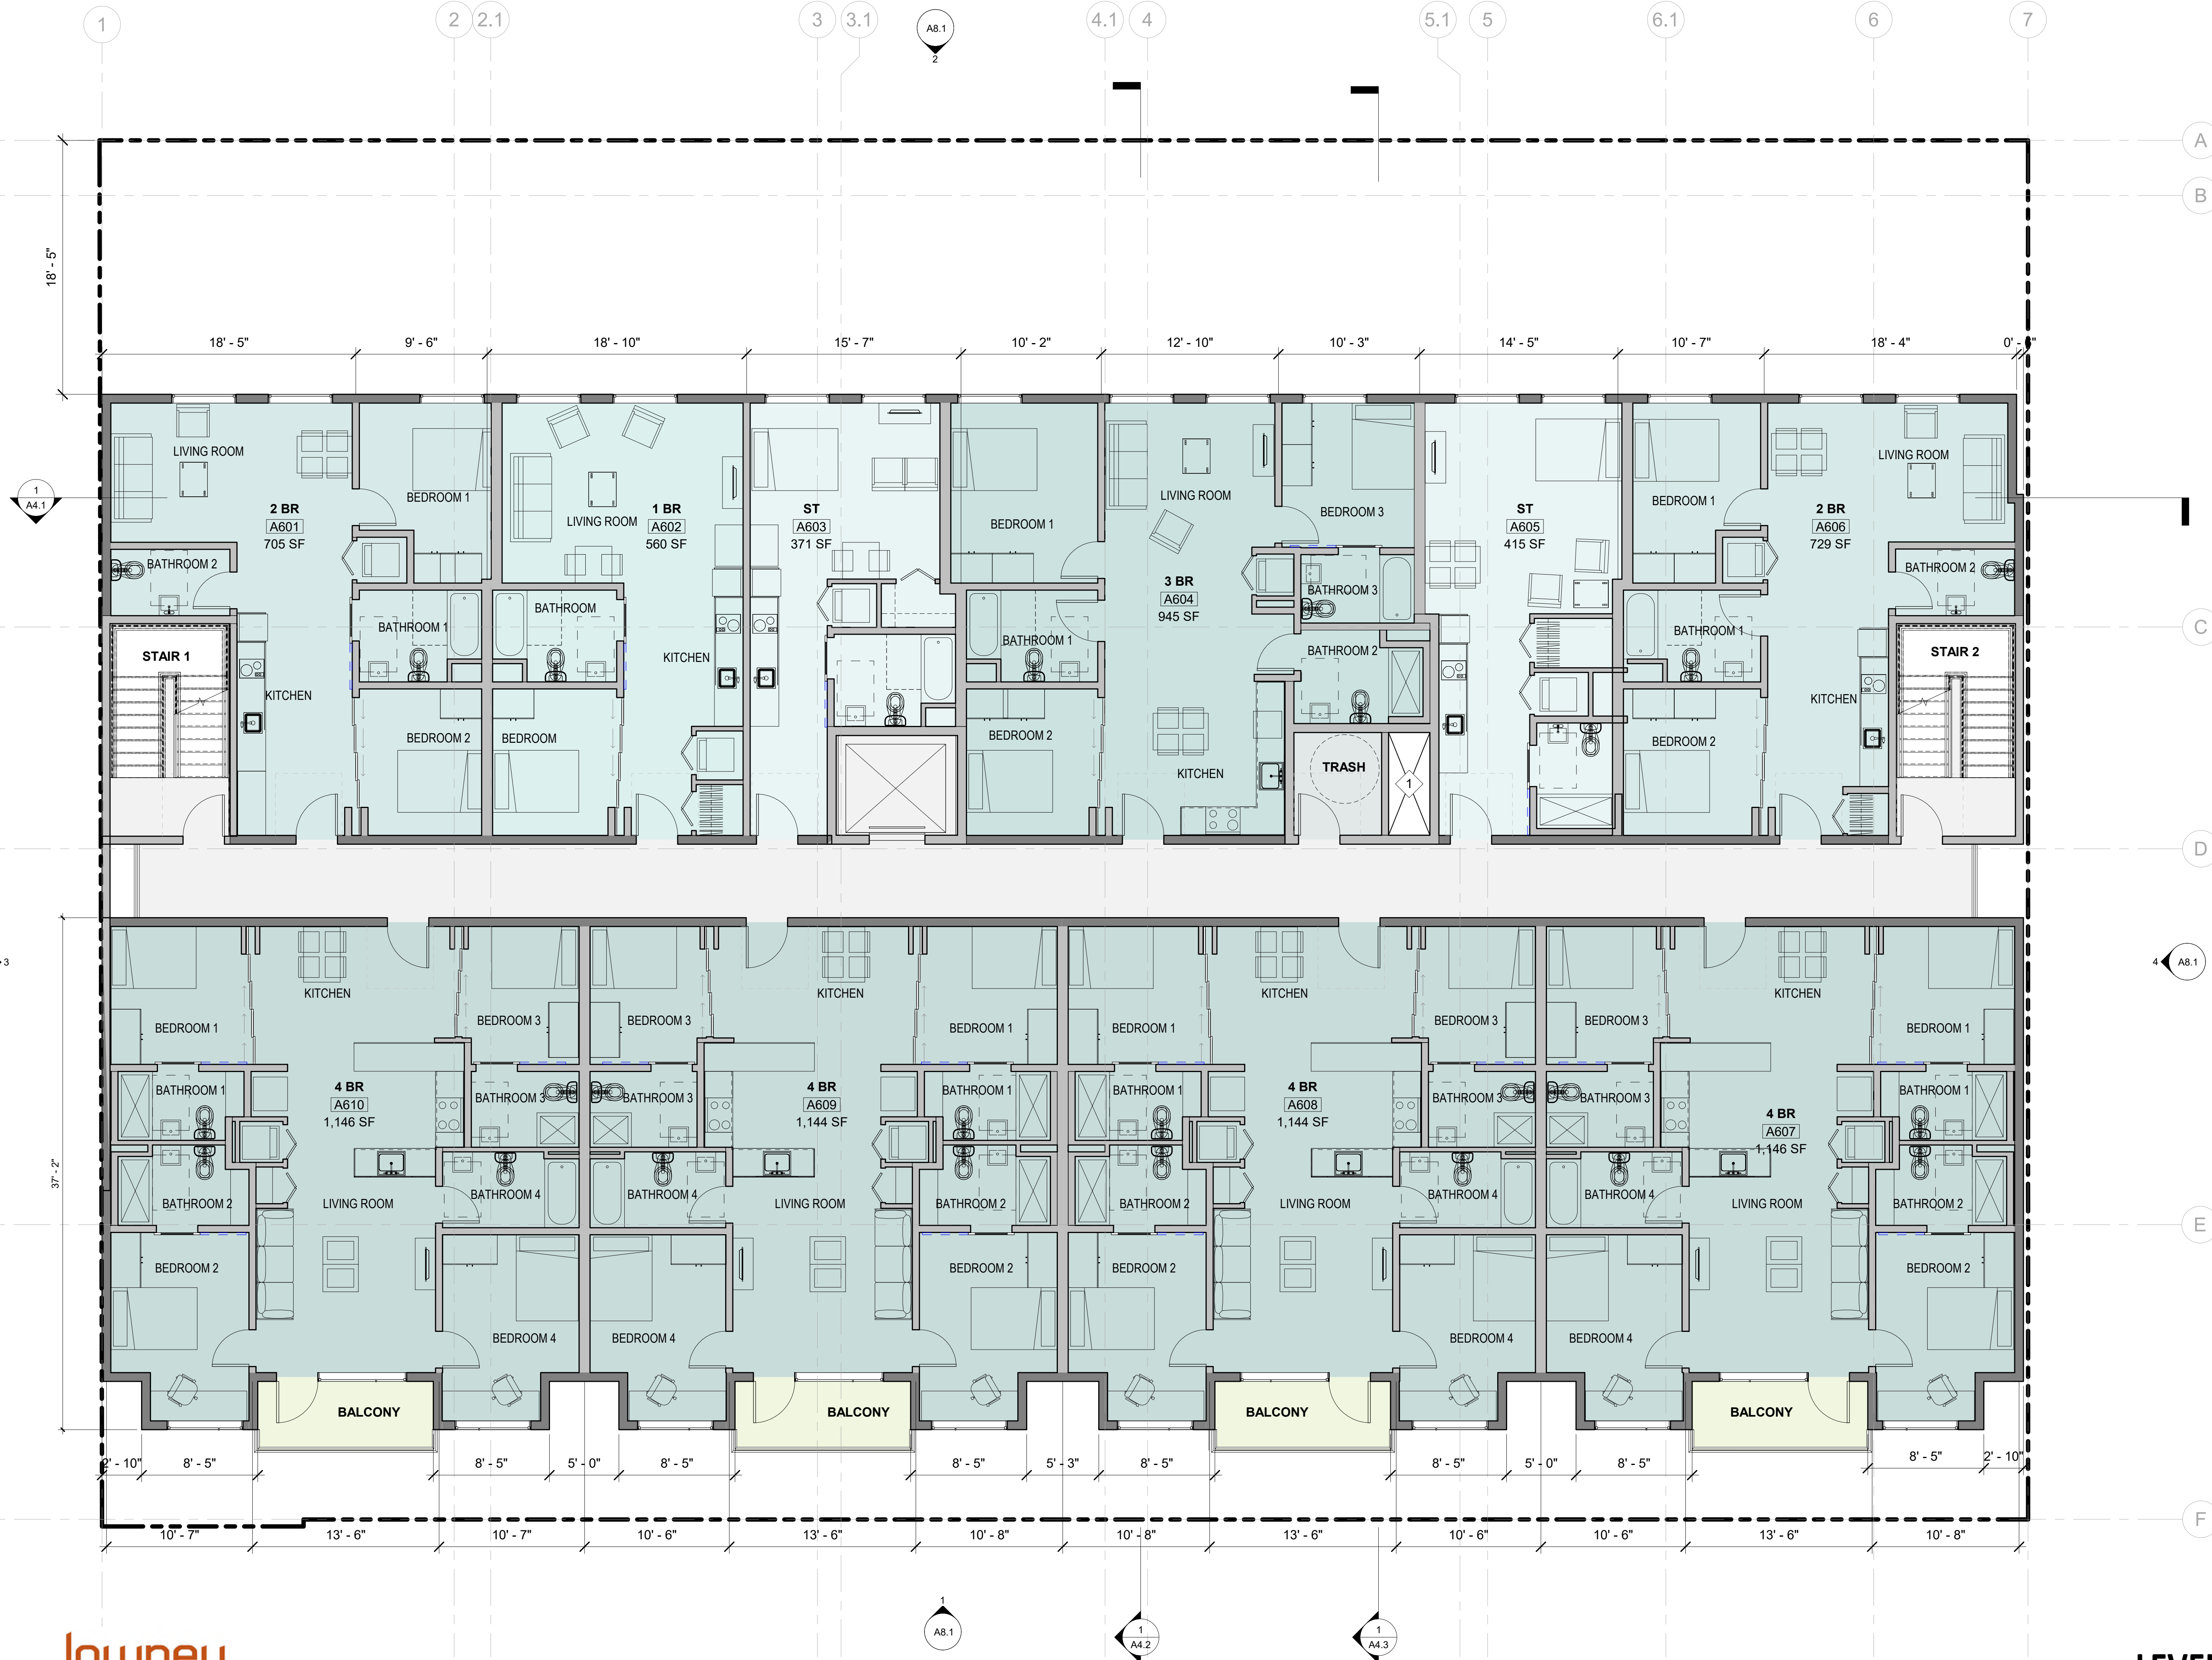 1
2
2.1
3
3.1
4.1
4
5.1
5
6.1
6
7
A8.1
2
A
B
18' - 5"
18' - 5"
9' - 6"
18' - 10"
15' - 7"
10' - 2"
12' - 10"
10' - 3"
14' - 5"
10' - 7"
18' - 4"
LIVING ROOM
2 BR
A601
705 SF
BEDROOM 1
BATHROOM 2
BATHROOM 1
STAIR 1
KITCHEN
BEDROOM 2
1 BR
A602
560 SF
LIVING ROOM
BATHROOM
KITCHEN
BEDROOM
ST
A603
371 SF
BEDROOM 1
LIVING ROOM
3 BR
A604
945 SF
BATHROOM 1
BEDROOM 2
KITCHEN
BEDROOM 3
BATHROOM 3
BATHROOM 2
TRASH
1
ST
A605
415 SF
BEDROOM 1
BATHROOM 1
BEDROOM 2
LIVING ROOM
2 BR
A606
729 SF
BATHROOM 2
KITCHEN
STAIR 2
1
A4.1
C
D
3
4
A8.1
37' - 2"
BEDROOM 1
KITCHEN
BEDROOM 3
4 BR
A610
1,146 SF
BATHROOM 1
BATHROOM 3
BATHROOM 2
LIVING ROOM
BATHROOM 4
BEDROOM 2
BEDROOM 4
BALCONY
BEDROOM 3
KITCHEN
BEDROOM 1
4 BR
A609
1,144 SF
BATHROOM 3
BATHROOM 1
BATHROOM 4
LIVING ROOM
BATHROOM 2
BEDROOM 4
BEDROOM 2
BALCONY
BEDROOM 1
KITCHEN
BEDROOM 3
4 BR
A608
1,144 SF
BATHROOM 1
BATHROOM 3
BATHROOM 2
LIVING ROOM
BATHROOM 4
BEDROOM 2
BEDROOM 4
BALCONY
BEDROOM 3
KITCHEN
BEDROOM 1
4 BR
A607
1,146 SF
BATHROOM 3
BATHROOM 1
BATHROOM 4
LIVING ROOM
BATHROOM 2
BEDROOM 4
BEDROOM 2
BALCONY
E
2' - 10"
8' - 5"
8' - 5"
5' - 0"
8' - 5"
8' - 5"
5' - 3"
8' - 5"
8' - 5"
5' - 0"
8' - 5"
8' - 5"
2' - 10"
F
10' - 7"
13' - 6"
10' - 7"
10' - 6"
13' - 6"
10' - 8"
10' - 8"
13' - 6"
10' - 6"
10' - 6"
13' - 6"
10' - 8"
1
A8.1
1
A4.2
1
A4.3